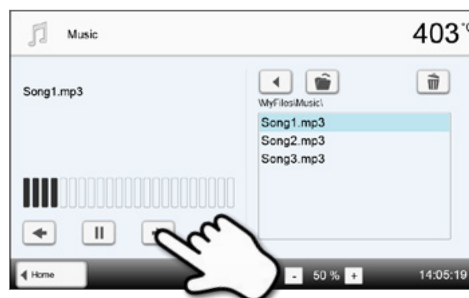 Music
403 °C
Song1.mp3
\MyFiles\Music\
Song1.mp3
Song2.mp3
Song3.mp3
Home
- 50 % +
14:05:19